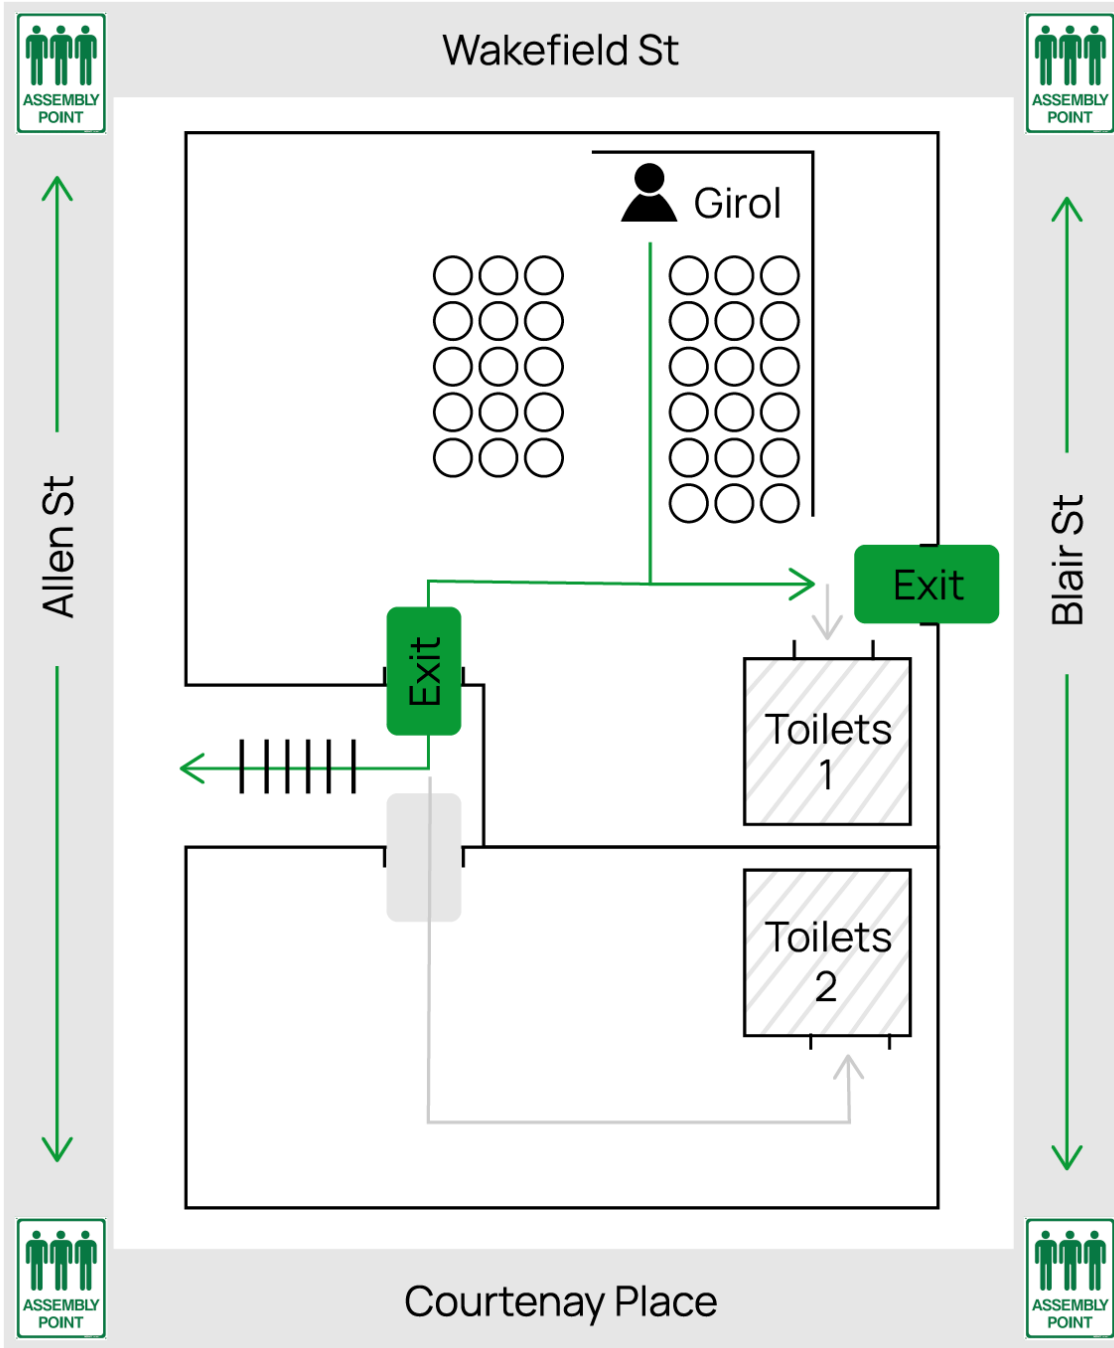 ASSEMBLY
POINT
Wakefield St
ASSEMBLY
POINT
Girol
Allen St
Exit
Blair St
Exit
Toilets
1
Toilets
2
ASSEMBLY
POINT
Courtenay Place
ASSEMBLY
POINT